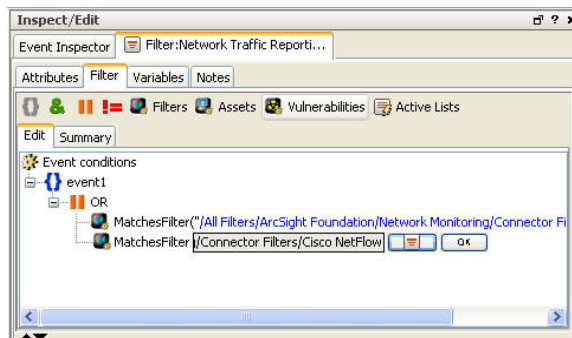 Inspect/Edit
Event Inspector Filter:Network Traffic Reporti...
Attributes Filter Variables Notes
{} & != Filters Assets Vulnerabilities Active Lists
Edit Summary
Event conditions
{} event1
OR
MatchesFilter("/All Filters/ArcSight Foundation/Network Monitoring/Connector Fi
MatchesFilter /Connector Filters/Cisco NetFlow OK